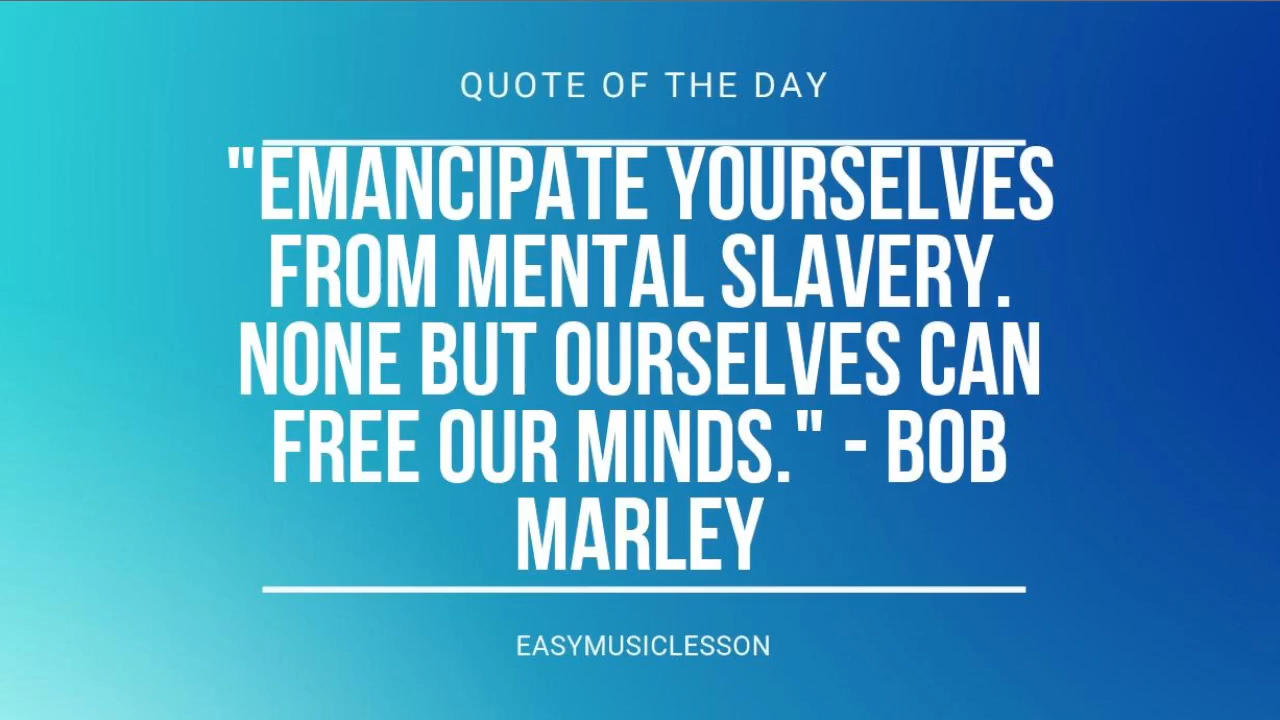 QUOTE OF THE DAY
"EMANCIPATE YOURSELVES
FROM MENTAL SLAVERY.
NONE BUT OURSELVES CAN
FREE OUR MINDS." - BOB
MARLEY
EASYMUSICLESSON